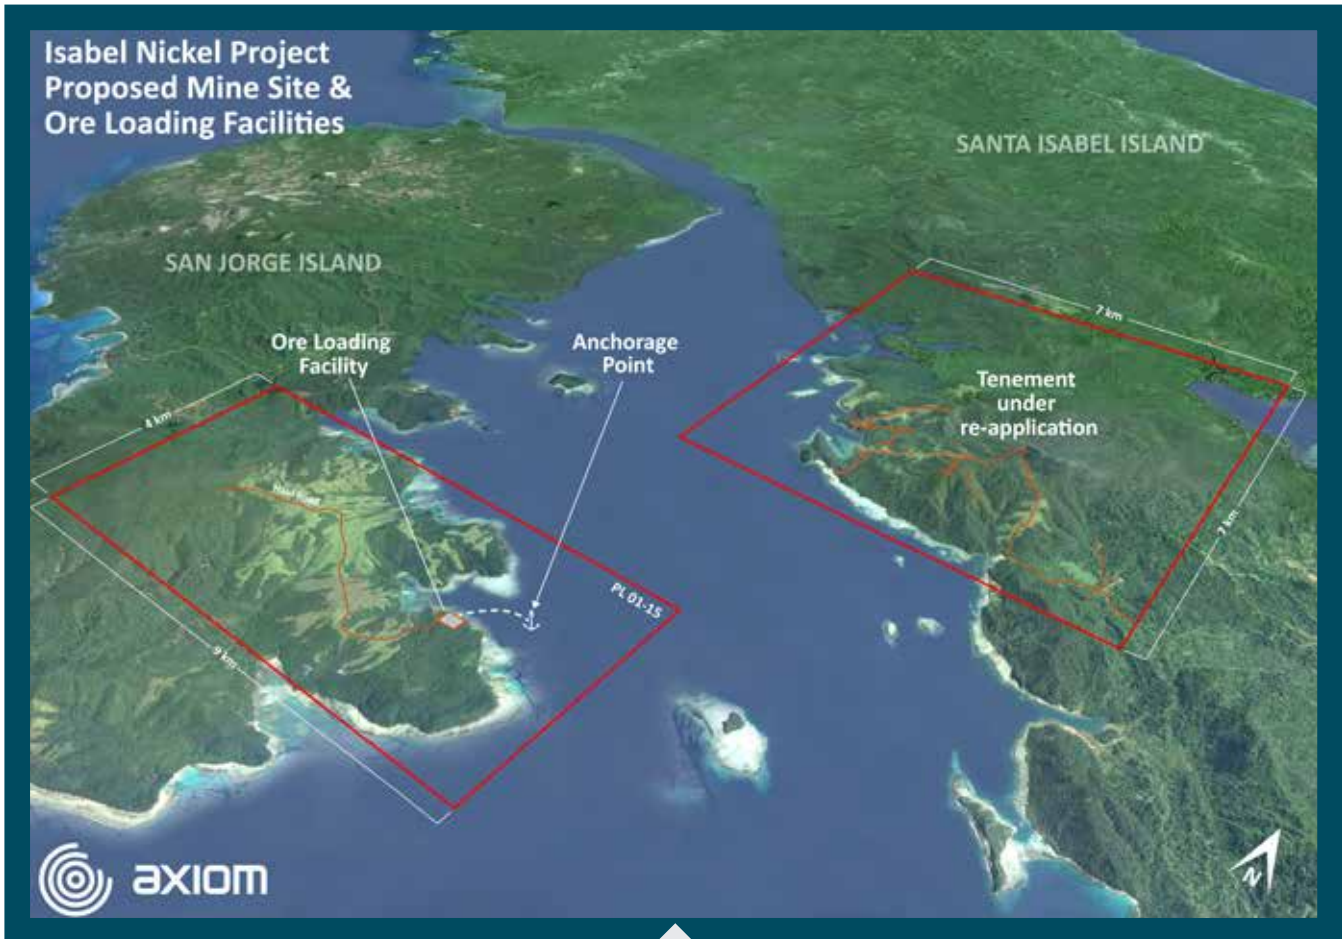 Isabel Nickel Project
Proposed Mine Site &
Ore Loading Facilities
SANTA ISABEL ISLAND
SAN JORGE ISLAND
7 km
Ore Loading
Facility
Anchorage
Point
Tenement
under
re-application
4 km
7 km
PL 01-15
9 km
axiom
N